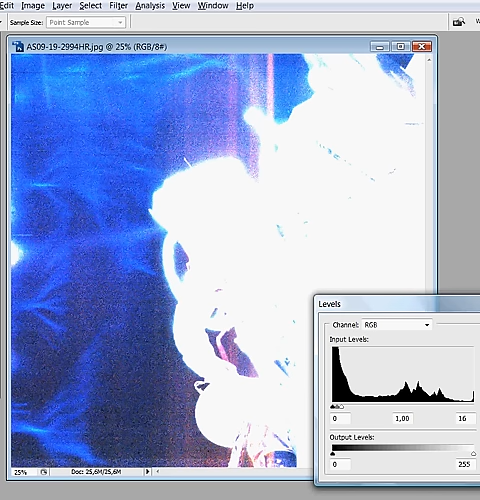 Edit Image Layer Select Filter Analysis View Window Help
Sample Size: Point Sample
AS09-19-2994HR.jpg @ 25% (RGB/8#)
Levels
Channel: RGB
Input Levels:
0 1,00 16
Output Levels:
0 255
25% Doc: 25,6M/25,6M